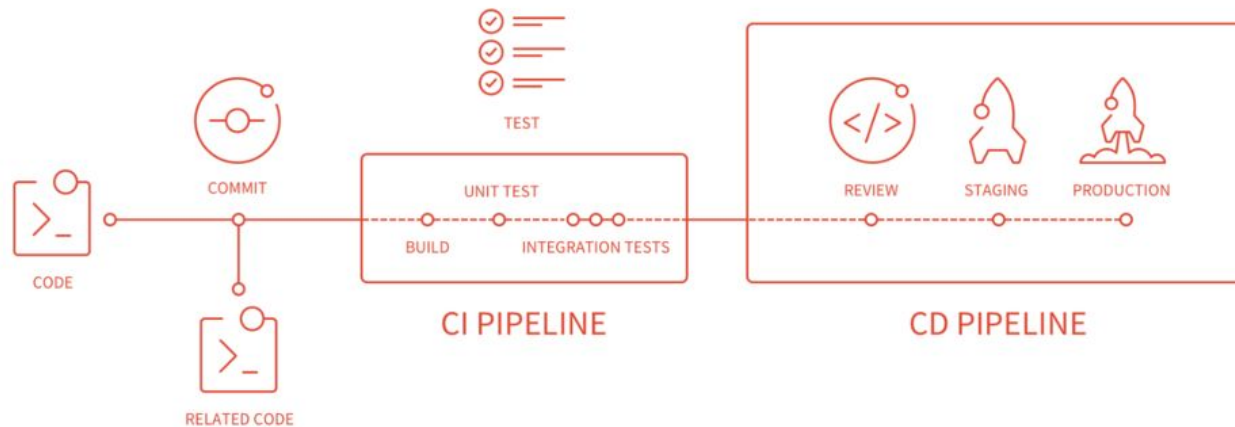 TEST
COMMIT
UNIT TEST
REVIEW
STAGING
PRODUCTION
BUILD
INTEGRATION TESTS
CODE
CI PIPELINE
CD PIPELINE
RELATED CODE